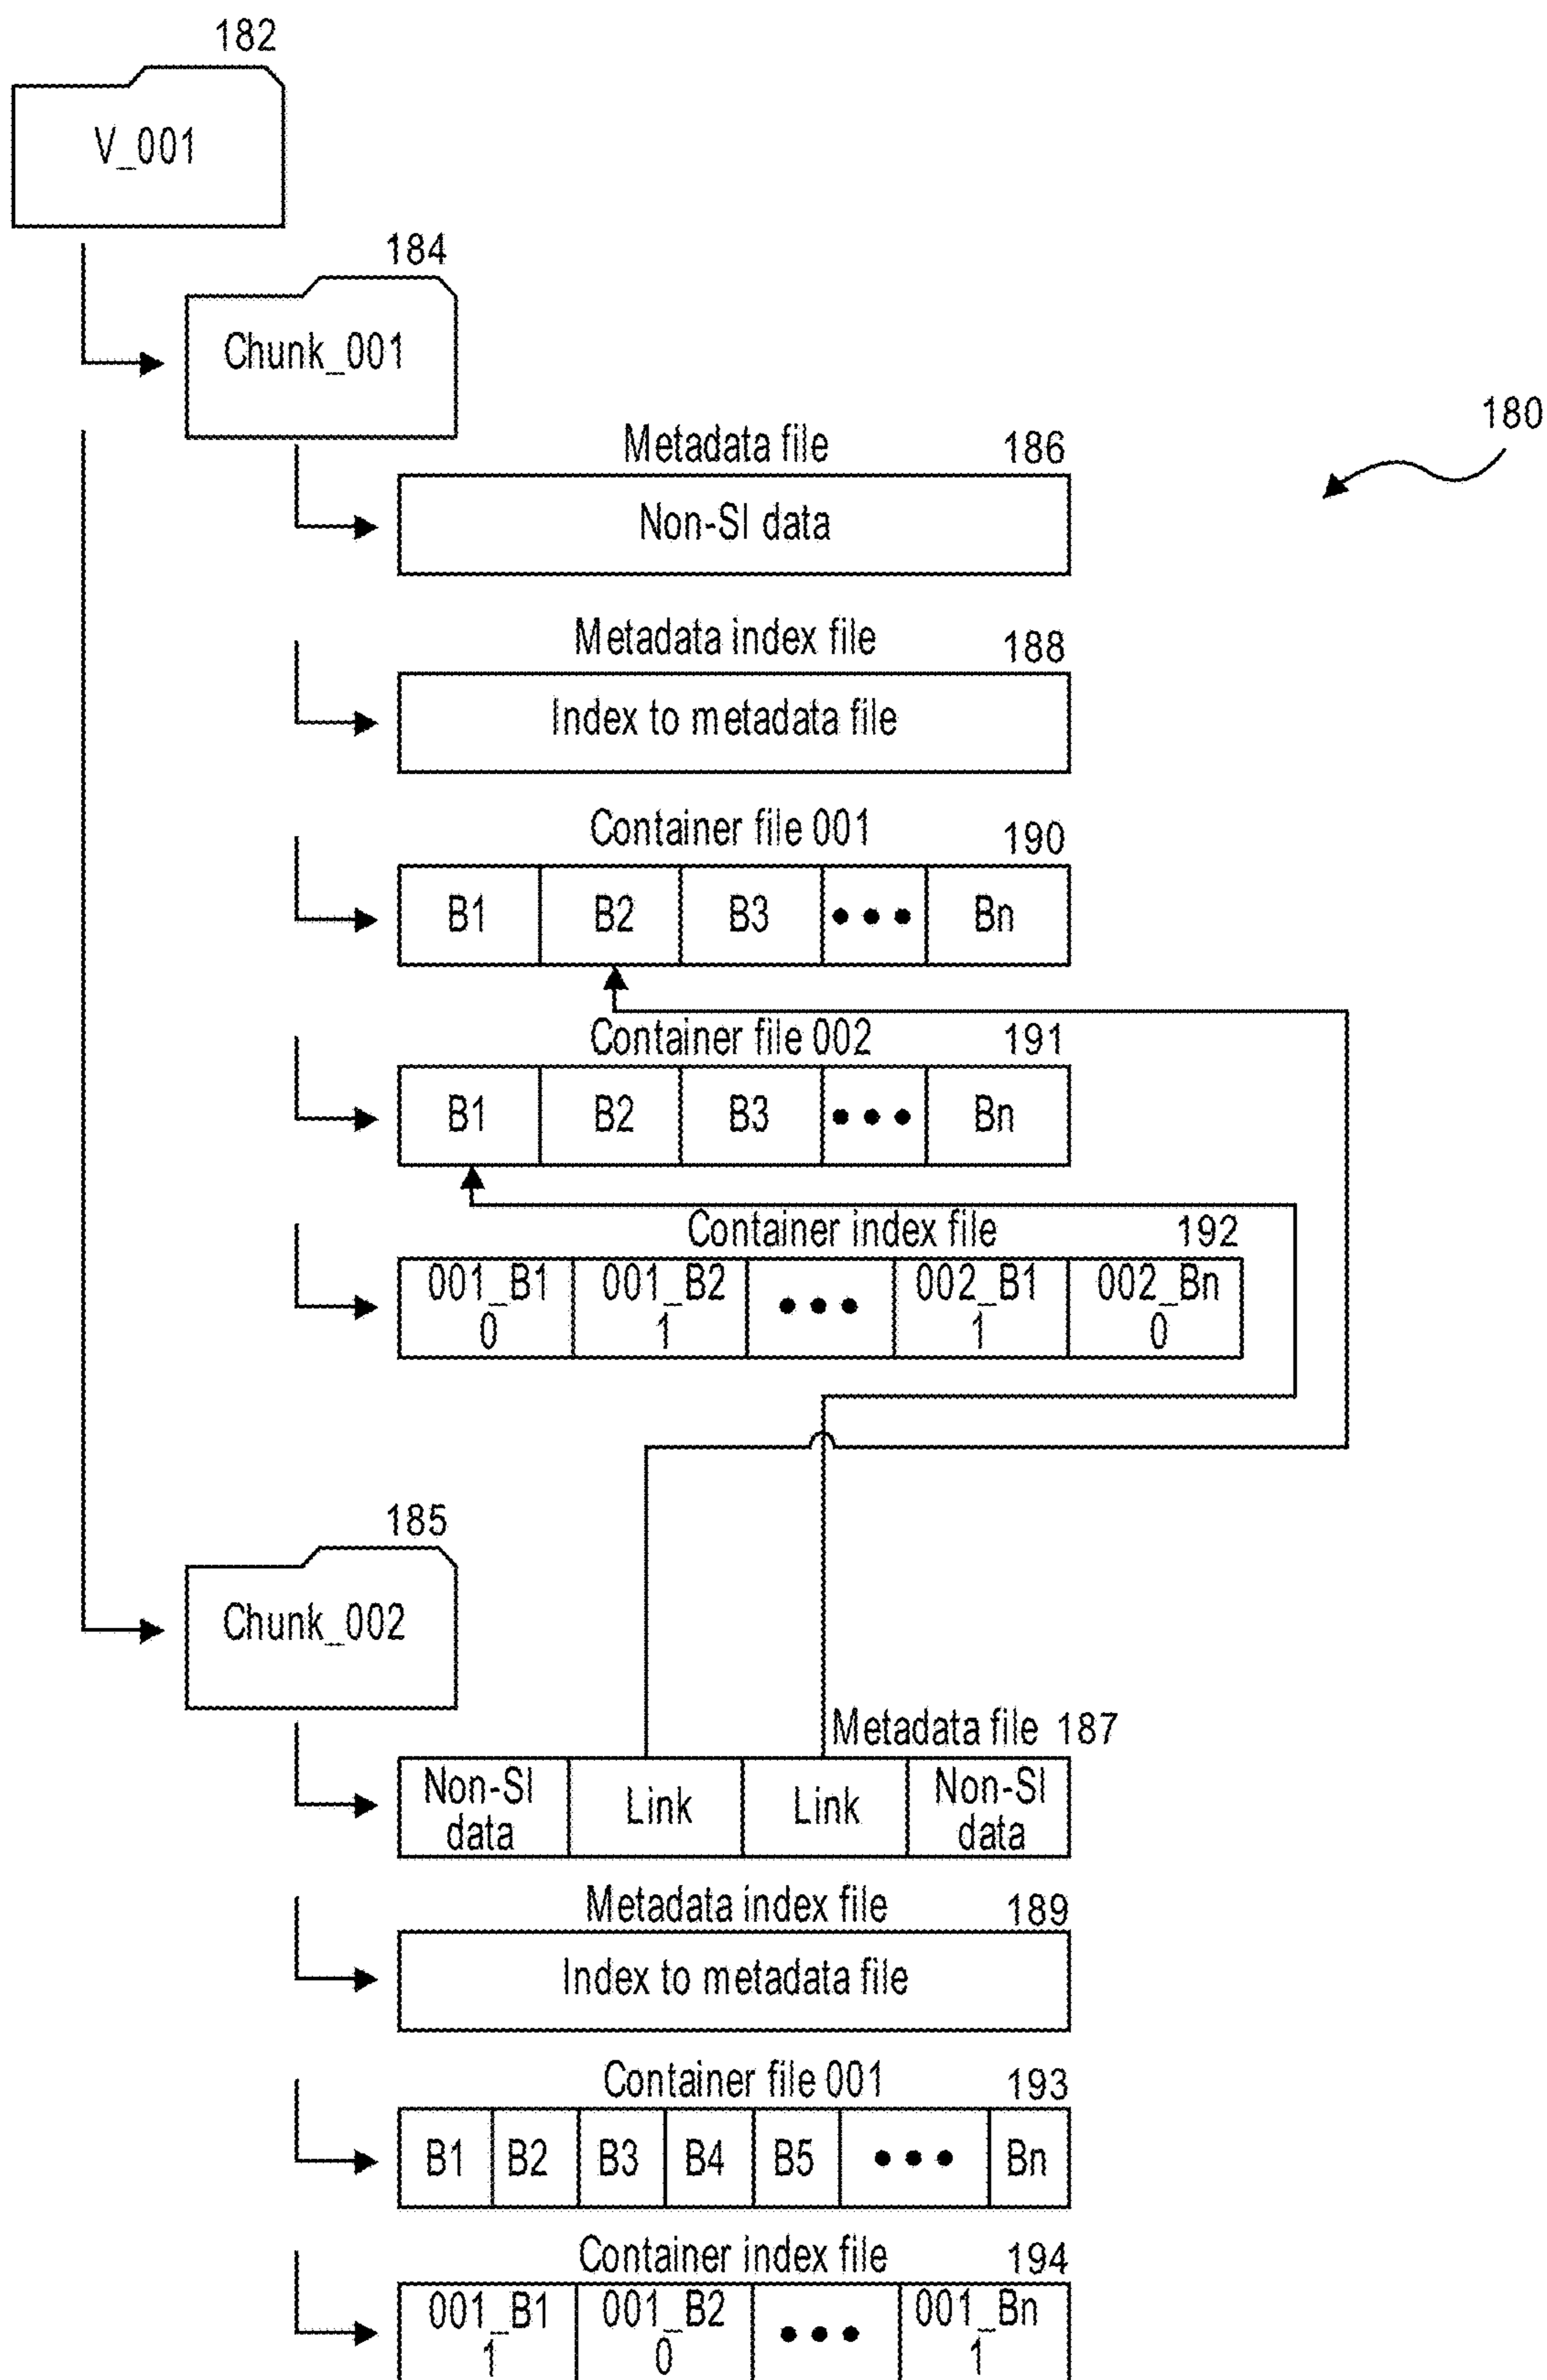 182
V_001
184
Chunk_001
180
Metadata file 186
Non-SI data
Metadata index file 188
Index to metadata file
Container file 001 190
B1 B2 B3 ••• Bn
Container file 002 191
B1 B2 B3 ••• Bn
Container index file 192
001_B1 001_B2 ••• 002_B1 002_Bn
0 1 1 0
185
Chunk_002
Metadata file 187
Non-SI Link Link Non-SI
data data
Metadata index file 189
Index to metadata file
Container file 001 193
B1 B2 B3 B4 B5 ••• Bn
Container index file 194
001_B1 001_B2 ••• 001_Bn
1 0 1